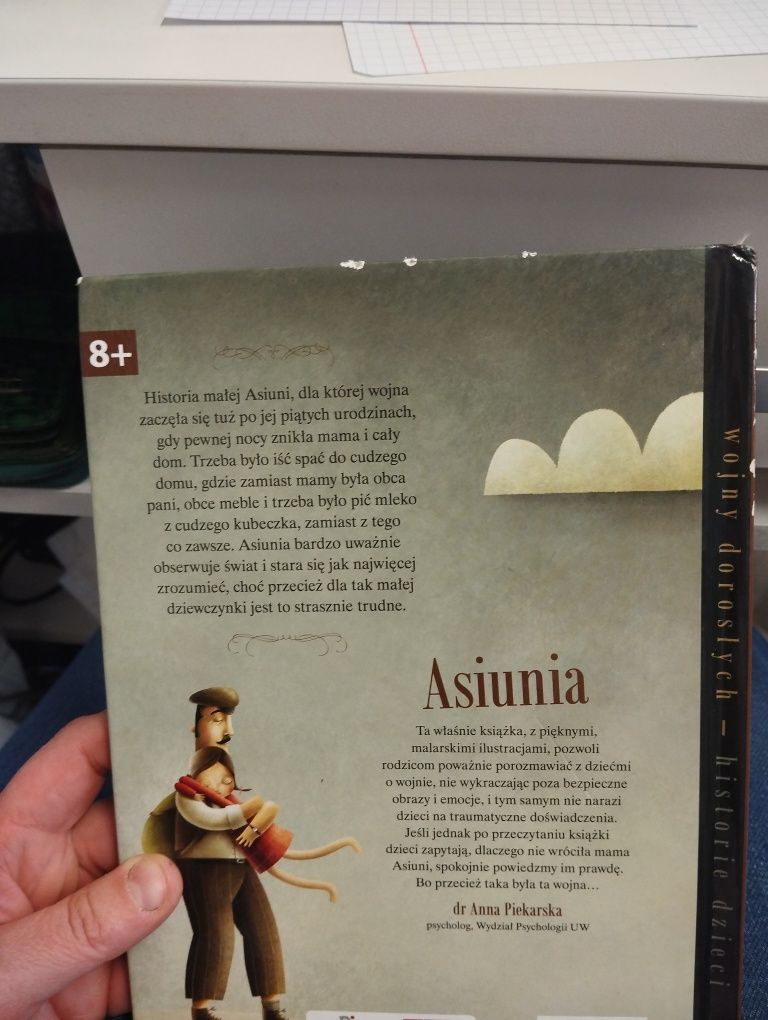 8+
Historia małej Asiuni, dla której wojna
zaczęła się tuż po jej piątych urodzinach,
gdy pewnej nocy znikła mama i cały
dom. Trzeba było iść spać do cudzego
domu, gdzie zamiast mamy była obca
pani, obce meble i trzeba było pić mleko
z cudzego kubeczka, zamiast z tego
co zawsze. Asiunia bardzo uważnie
obserwuje świat i stara się jak najwięcej
zrozumieć, choć przecież dla tak małej
dziewczynki jest to strasznie trudne.
Asiunia
Ta właśnie książka, z pięknymi,
malarskimi ilustracjami, pozwoli
rodzicom poważnie porozmawiać z dziećmi
o wojnie, nie wykraczając poza bezpieczne
obrazy i emocje, i tym samym nie narazi
dzieci na traumatyczne doświadczenia.
Jeśli jednak po przeczytaniu książki
dzieci zapytają, dlaczego nie wróciła mama
Asiuni, spokojnie powiedzmy im prawdę.
Bo przecież taka była ta wojna…
dr Anna Piekarska
psycholog, Wydział Psychologii UW
wojny dorosłych – historie dzieci